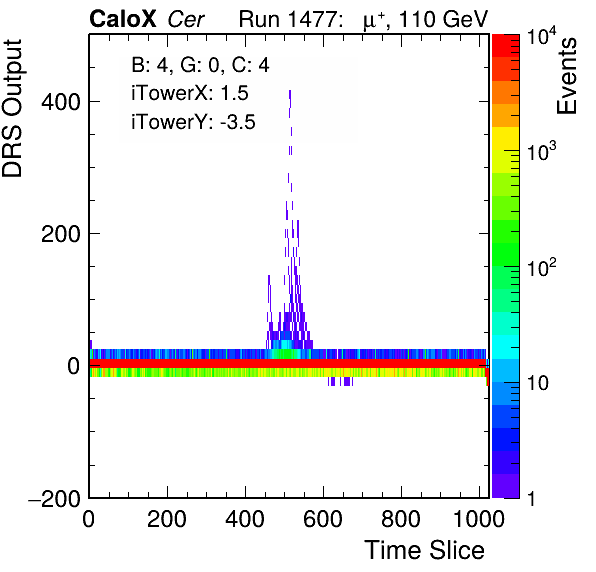 CaloX Cer Run 1477: μ⁺, 110 GeV
B: 4, G: 0, C: 4
iTowerX: 1.5
iTowerY: -3.5
DRS Output
400
200
0
−200
0 200 400 600 800 1000
Time Slice
Events
10⁴
10³
10²
10
1